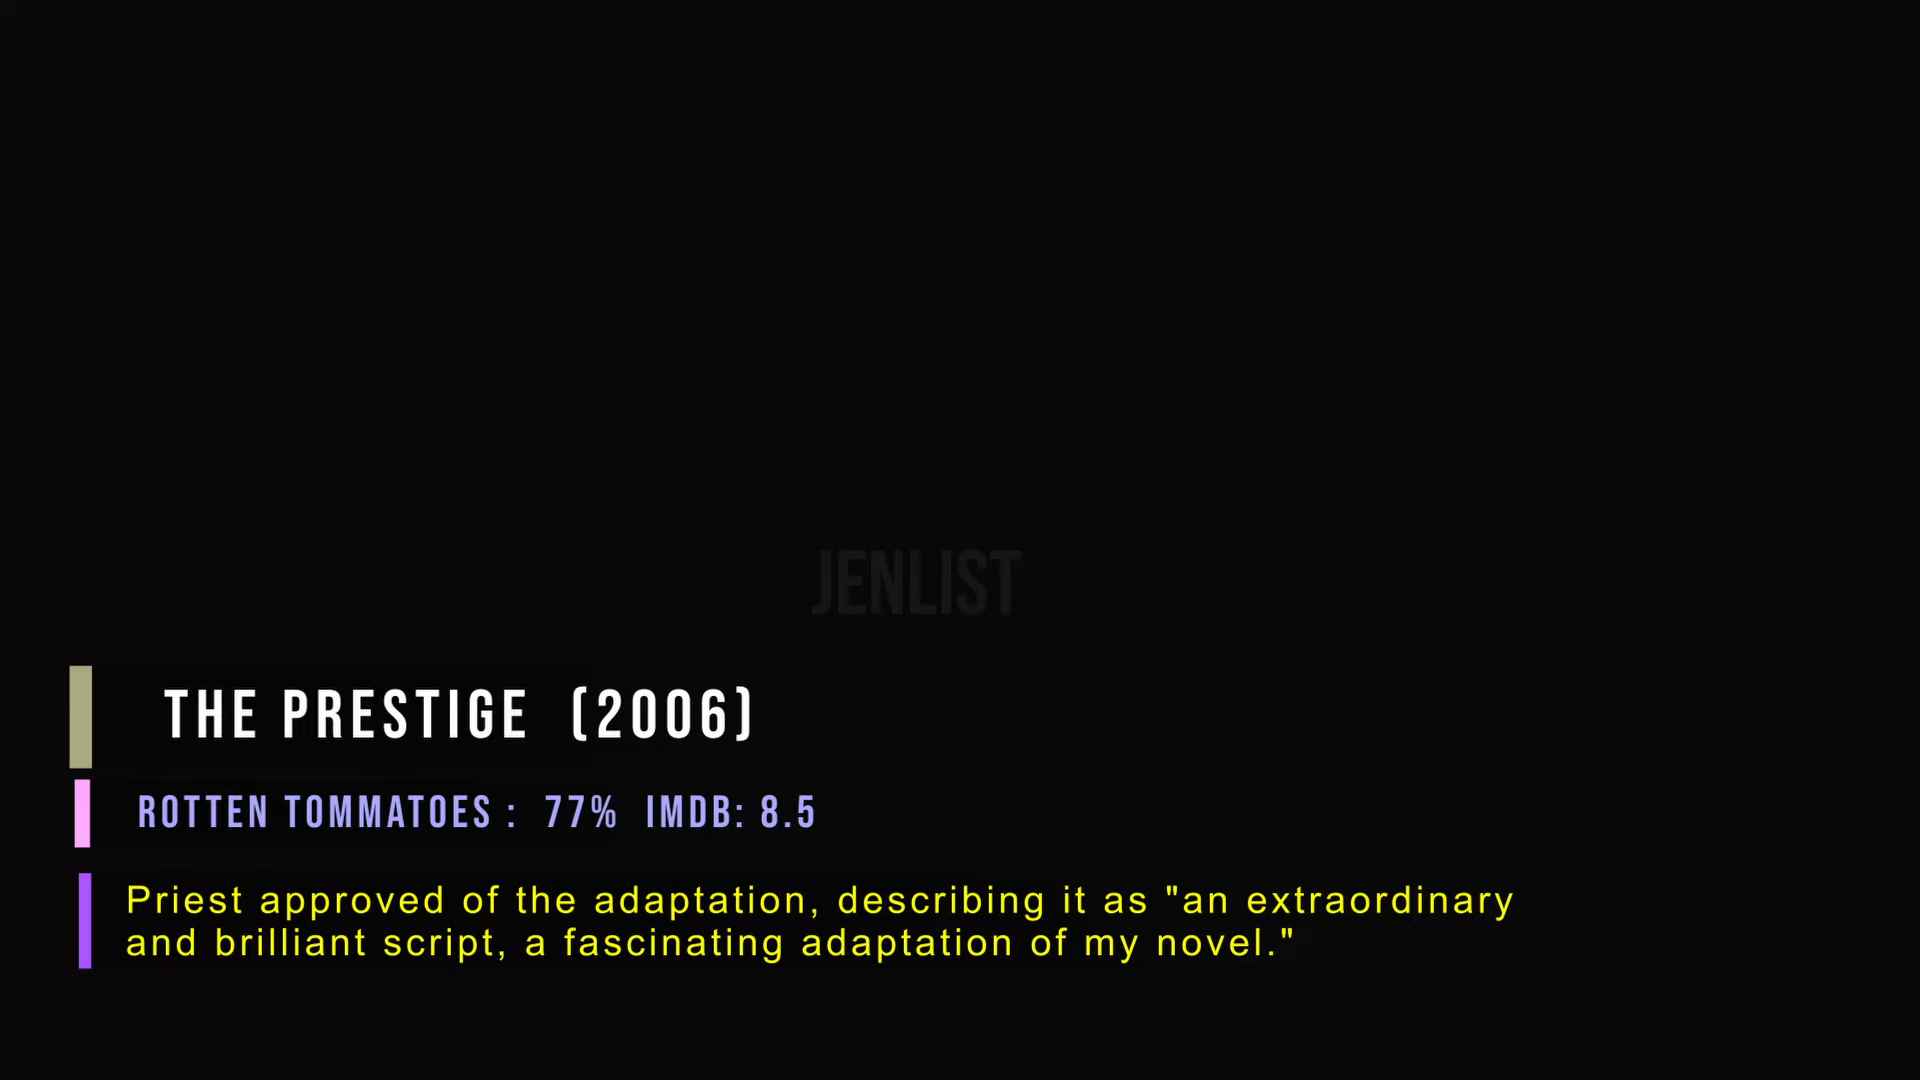 JENLIST
THE PRESTIGE (2006)
ROTTEN TOMMATOES : 77% IMDB: 8.5
Priest approved of the adaptation, describing it as "an extraordinary
and brilliant script, a fascinating adaptation of my novel."